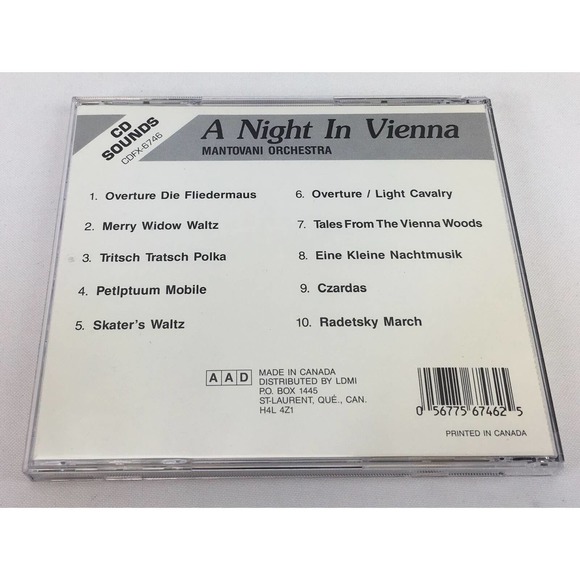 CD
SOUNDS
CDFX-6746
A Night In Vienna
MANTOVANI ORCHESTRA
1. Overture Die Fliedermaus
2. Merry Widow Waltz
3. Tritsch Tratsch Polka
4. Petlptuum Mobile
5. Skater's Waltz
6. Overture / Light Cavalry
7. Tales From The Vienna Woods
8. Eine Kleine Nachtmusik
9. Czardas
10. Radetsky March
AAD
MADE IN CANADA
DISTRIBUTED BY LDMI
P.O. BOX 1445
ST-LAURENT, QUÉ., CAN.
H4L 4Z1
0 56775 67462 5
PRINTED IN CANADA